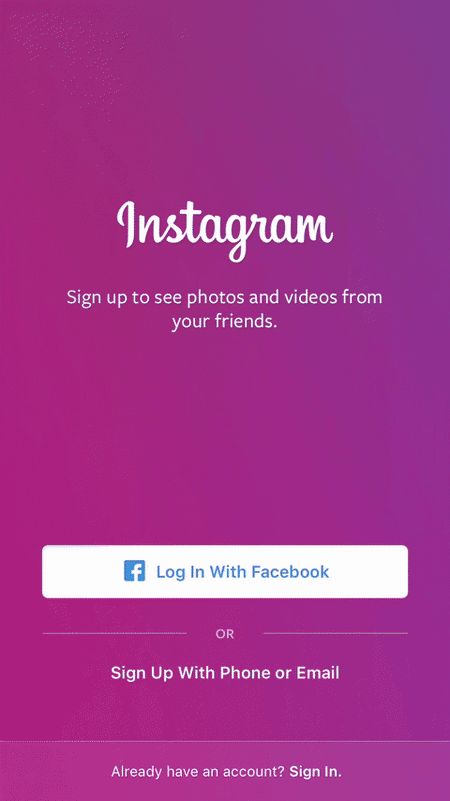 Instagram
Sign up to see photos and videos from
your friends.
Log In With Facebook
OR
Sign Up With Phone or Email
Already have an account? Sign In.